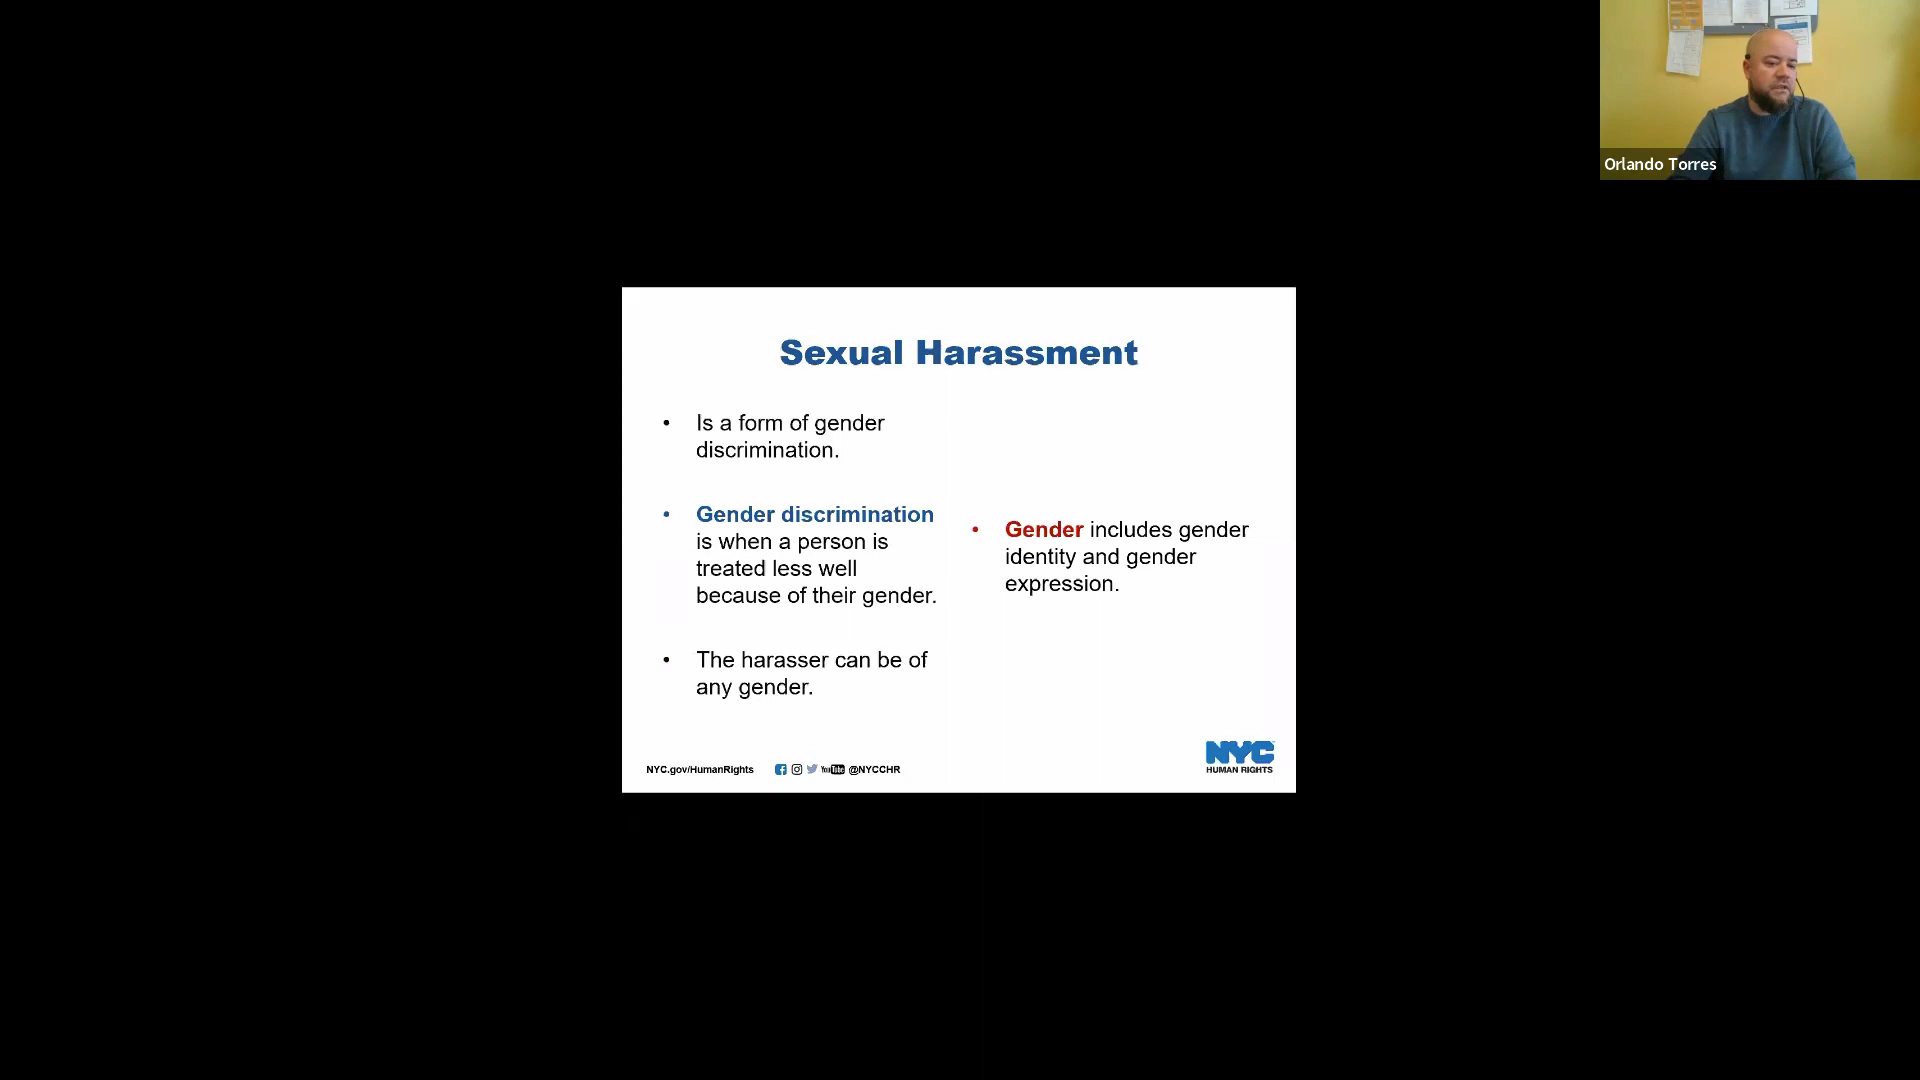 Orlando Torres
Sexual Harassment
• Is a form of gender
discrimination.
• Gender discrimination
is when a person is
treated less well
because of their gender.
• The harasser can be of
any gender.
• Gender includes gender
identity and gender
expression.
NYC.gov/HumanRights
YouTube @NYCCHR
NYC
HUMAN RIGHTS